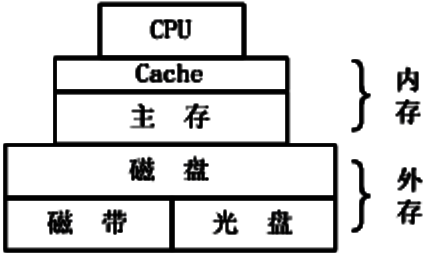 CPU
Cache
主 存
内存
磁 盘
磁 带
光 盘
外存